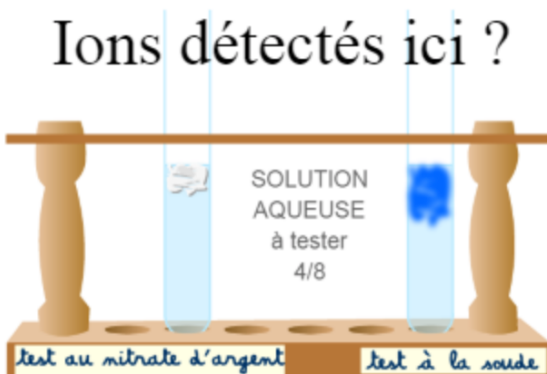 Ions détectés ici ?
SOLUTION
AQUEUSE
à tester
4/8
test au nitrate d'argent
test à la soude